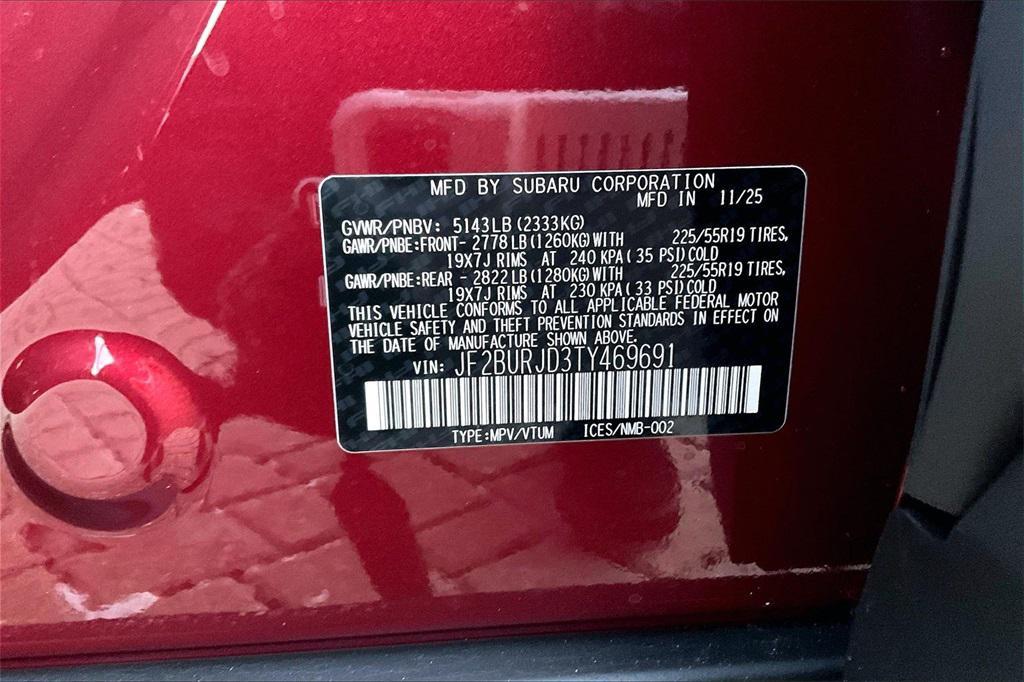 MFD BY SUBARU CORPORATION
MFD IN 11/25
GVWR/PNBV: 5143LB (2333KG)
GAWR/PNBE:FRONT- 2778 LB (1260KG) WITH 225/55R19 TIRES,
19X7J RIMS AT 240 KPA ( 35 PSI) COLD
GAWR/PNBE:REAR - 2822 LB (1280KG) WITH 225/55R19 TIRES,
19X7J RIMS AT 230 KPA ( 33 PSI) COLD
THIS VEHICLE CONFORMS TO ALL APPLICABLE FEDERAL MOTOR
VEHICLE SAFETY AND THEFT PREVENTION STANDARDS IN EFFECT ON
THE DATE OF MANUFACTURE SHOWN ABOVE.
VIN: JF2BURJD3TY469691
TYPE:MPV/VTUM ICES/NMB-002